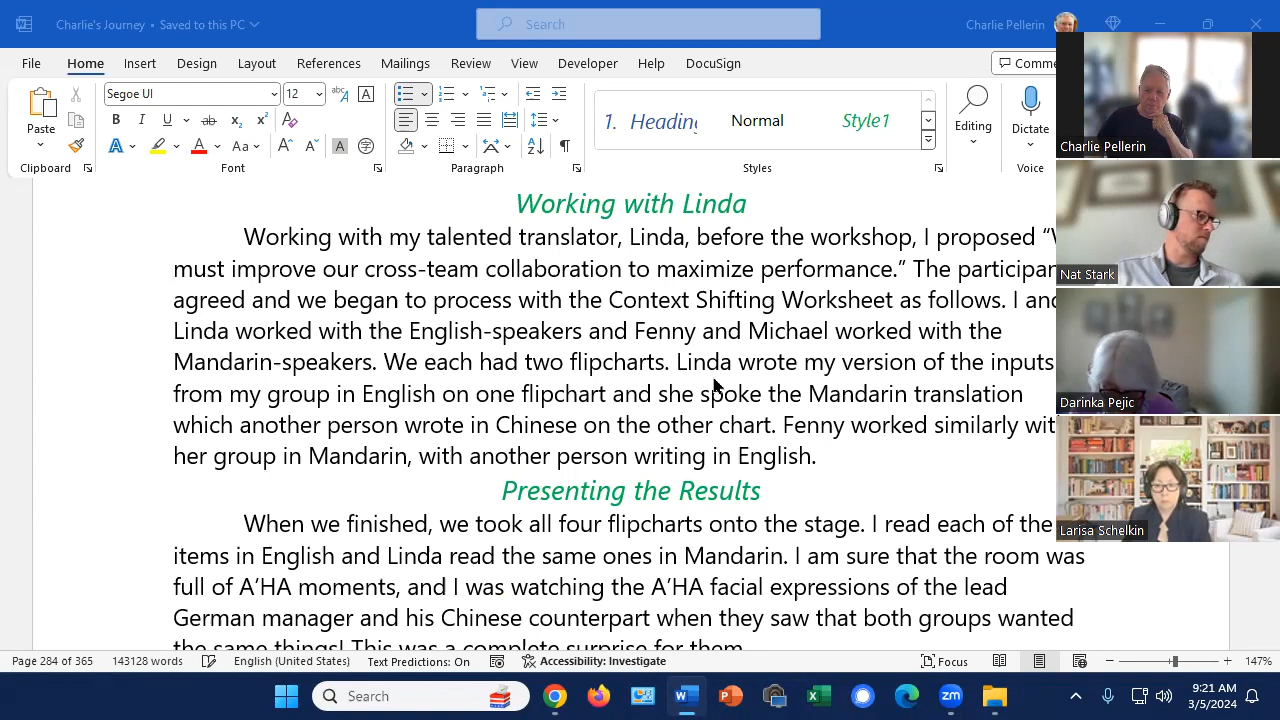 Charlie's Journey • Saved to this PC
Search
Charlie Pellerin
File Home Insert Design Layout References Mailings Review View Developer Help DocuSign
Comme
Segoe UI
12
Paste
1. Heading
Normal
Style1
Editing
Dictate
Clipboard
Font
Paragraph
Styles
Voice
Charlie Pellerin
Nat Stark
Darinka Pejic
Larisa Schelkin
Working with Linda
Working with my talented translator, Linda, before the workshop, I proposed “
must improve our cross-team collaboration to maximize performance.” The participan
agreed and we began to process with the Context Shifting Worksheet as follows. I and
Linda worked with the English-speakers and Fenny and Michael worked with the
Mandarin-speakers. We each had two flipcharts. Linda wrote my version of the inputs
from my group in English on one flipchart and she spoke the Mandarin translation
which another person wrote in Chinese on the other chart. Fenny worked similarly wit
her group in Mandarin, with another person writing in English.
Presenting the Results
When we finished, we took all four flipcharts onto the stage. I read each of the
items in English and Linda read the same ones in Mandarin. I am sure that the room was
full of A’HA moments, and I was watching the A’HA facial expressions of the lead
German manager and his Chinese counterpart when they saw that both groups wanted
the same things! This was a complete surprise for them.
Page 284 of 365
143128 words
English (United States)
Text Predictions: On
Accessibility: Investigate
Focus
147%
Search
9:21 AM
3/5/2024